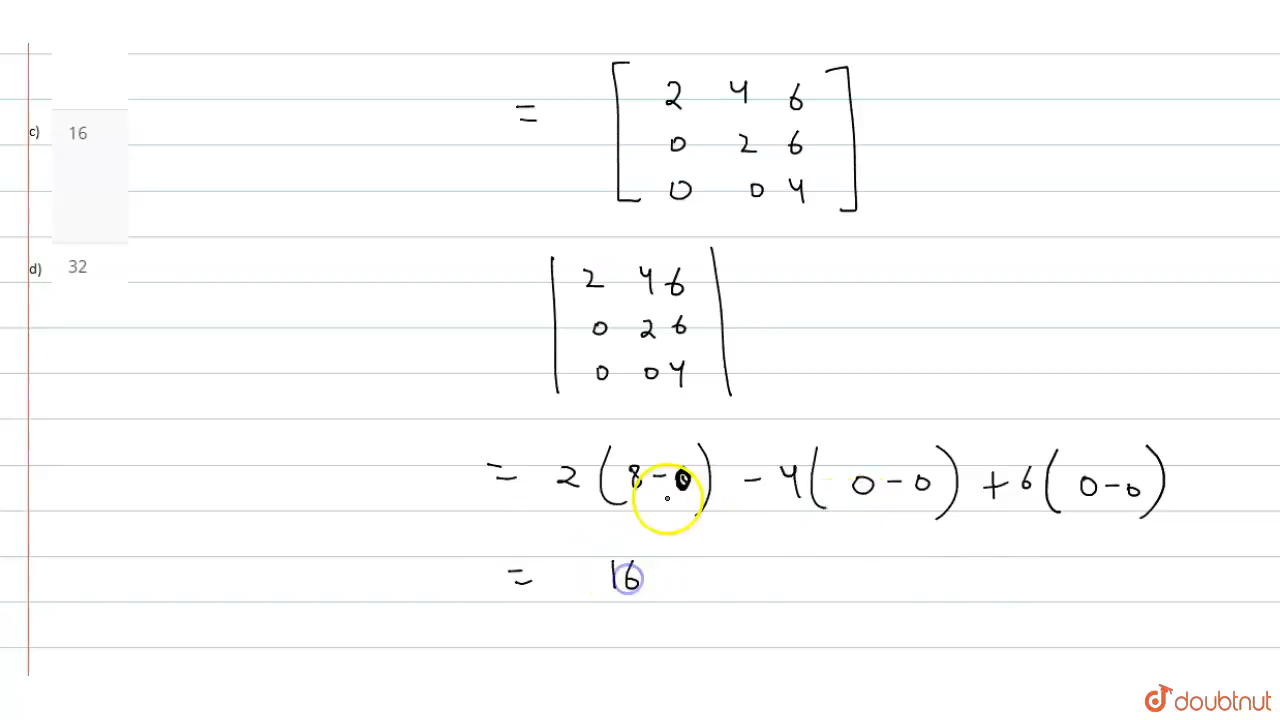 = [ 2 4 6
0 2 6
0 0 4 ]
c) 16
d) 32
| 2 4 6
0 2 6
0 0 4 |
= 2 ( 8 - 0 ) - 4 ( 0 - 0 ) + 6 ( 0 - 0 )
= 16
doubtnut